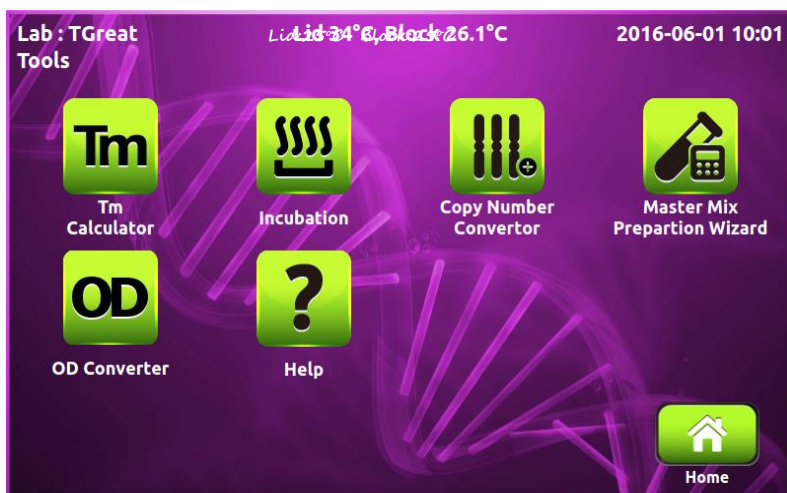 Lab : TGreat
Tools
Lid 34°C, Block 26.1°C
2016-06-01 10:01
Tm
Tm
Calculator
Incubation
Copy Number
Convertor
Master Mix
Prepartion Wizard
OD
OD Converter
?
Help
Home